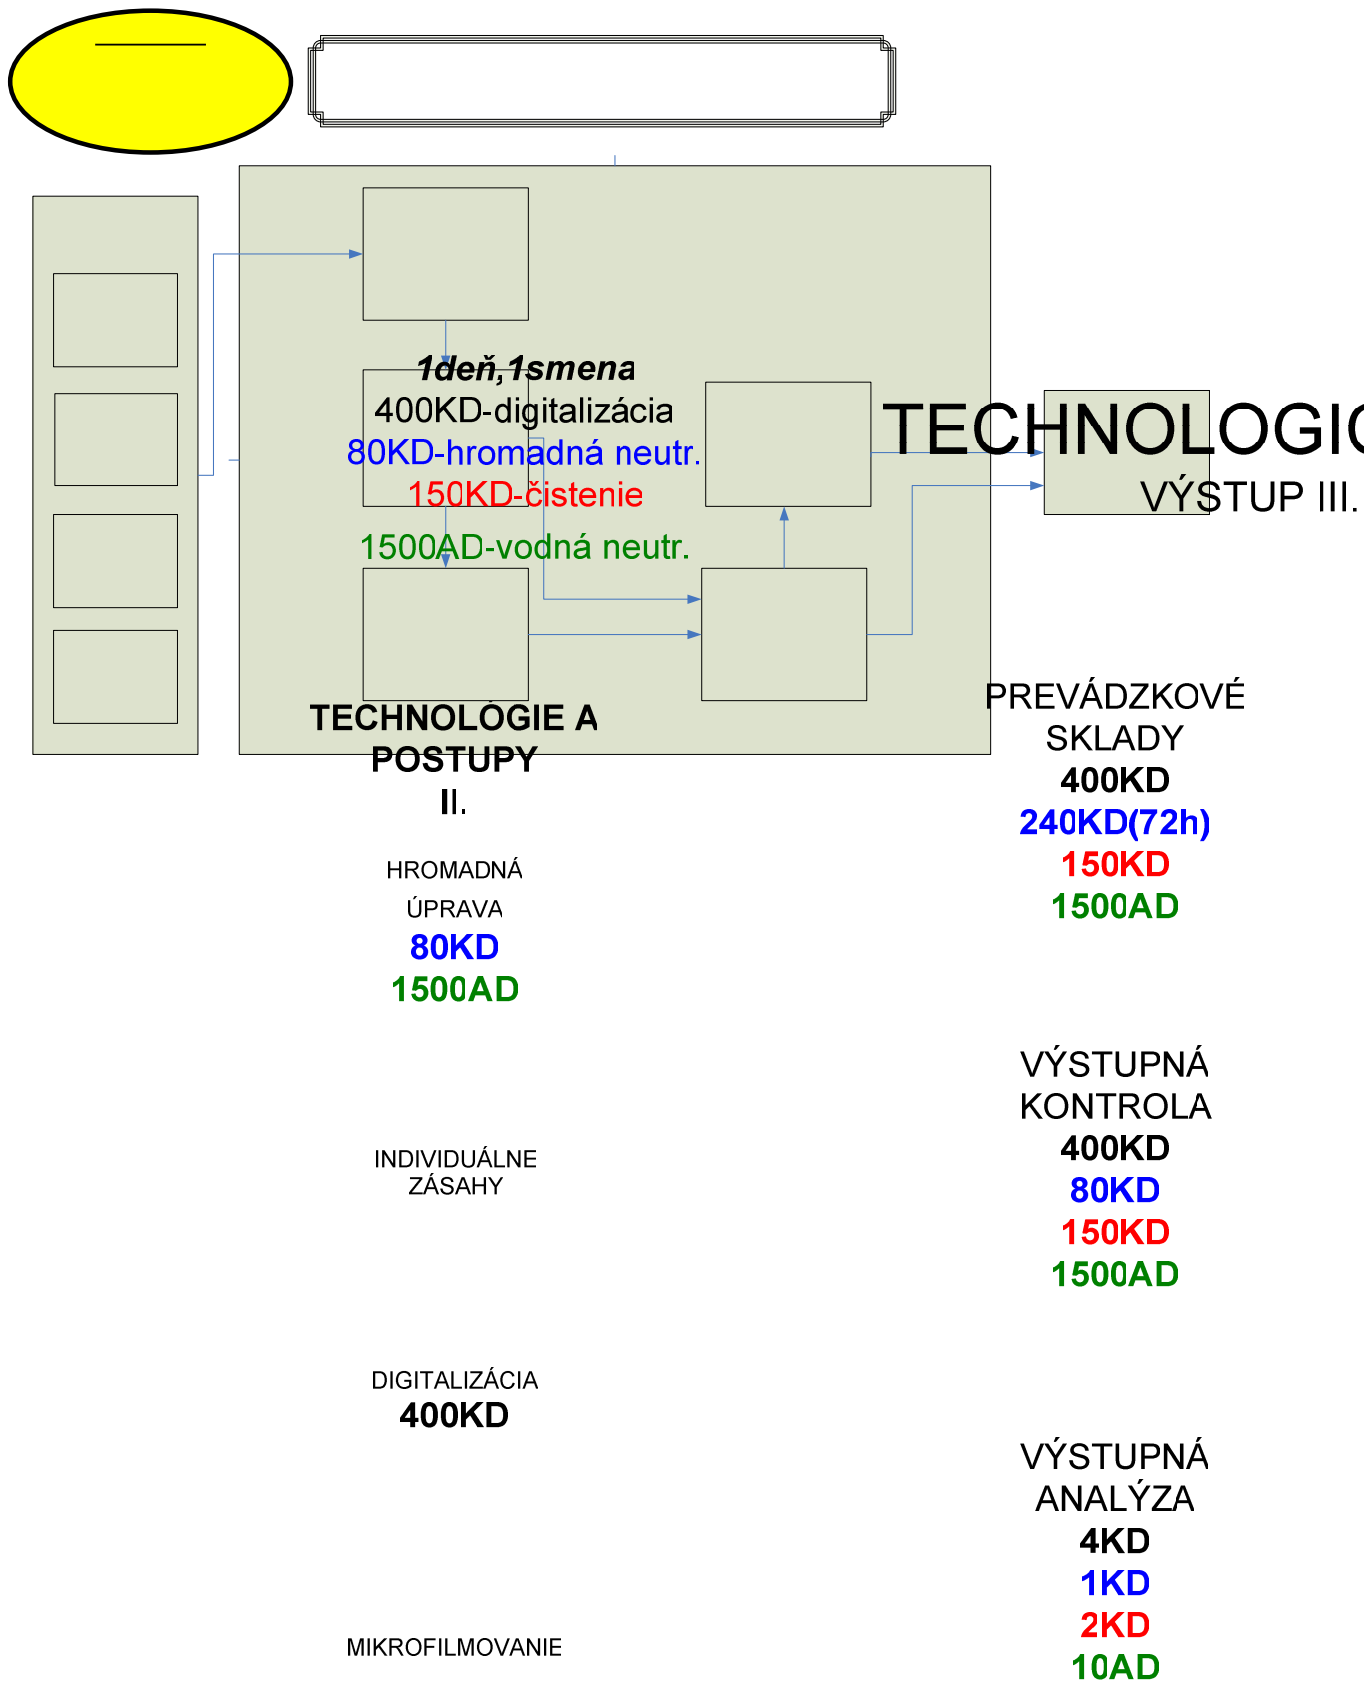 1deň,1smena
400KD-digitalizácia
80KD-hromadná neutr.
150KD-čistenie
1500AD-vodná neutr.
TECHNOLOGIC
VÝSTUP III.
TECHNOLÓGIE A
POSTUPY
II.
HROMADNÁ
ÚPRAVA
80KD
1500AD
INDIVIDUÁLNE
ZÁSAHY
DIGITALIZÁCIA
400KD
MIKROFILMOVANIE
PREVÁDZKOVÉ
SKLADY
400KD
240KD(72h)
150KD
1500AD
VÝSTUPNÁ
KONTROLA
400KD
80KD
150KD
1500AD
VÝSTUPNÁ
ANALÝZA
4KD
1KD
2KD
10AD